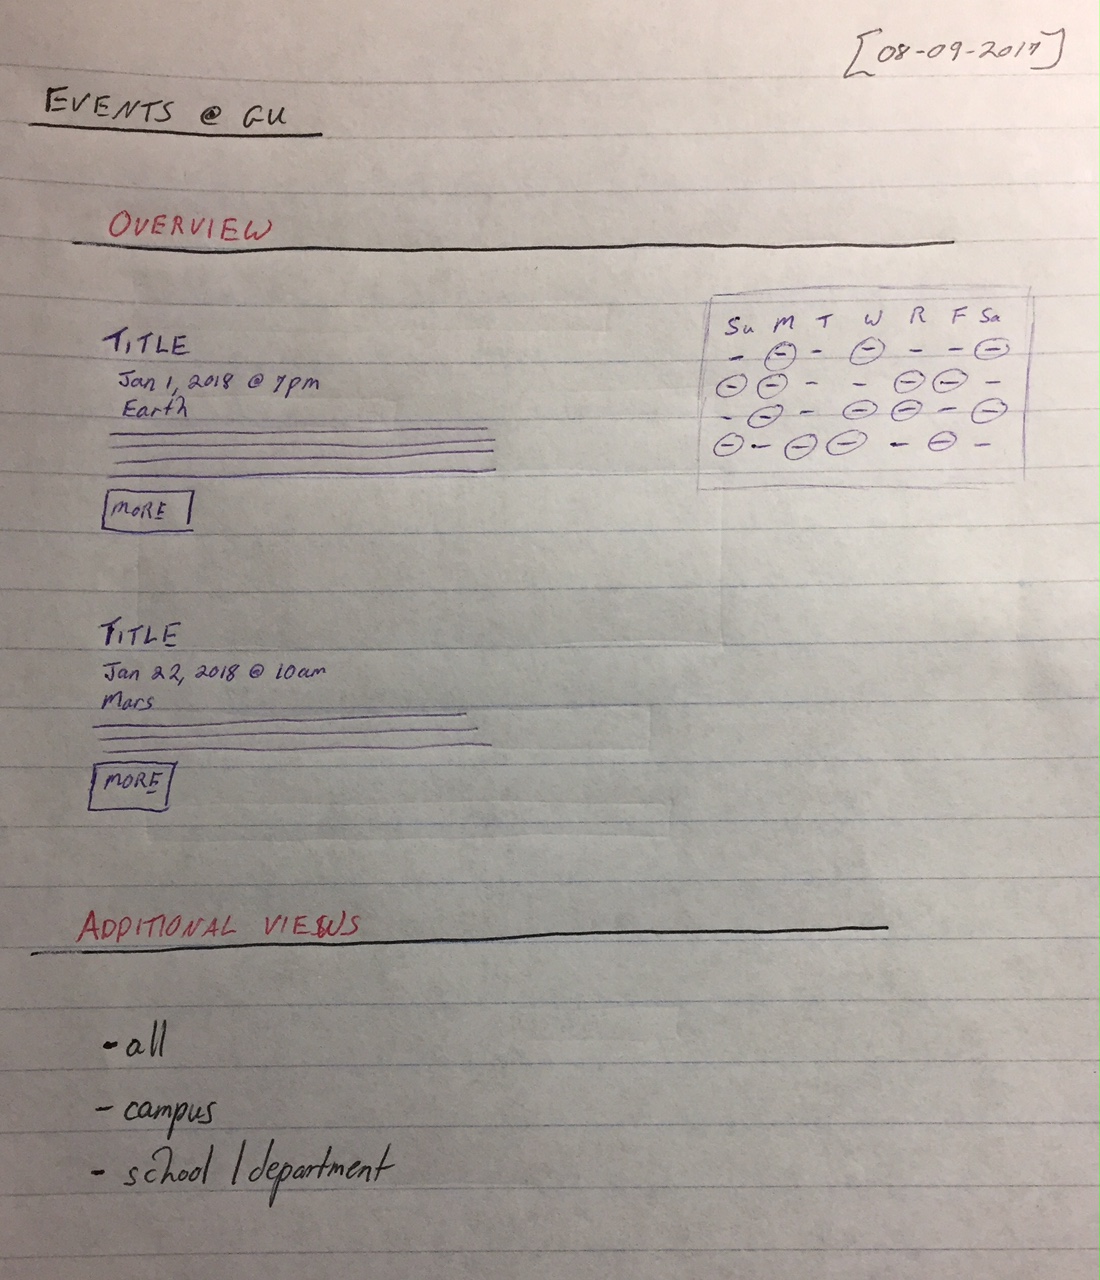 [08-09-2017]
EVENTS @ GU
OVERVIEW
TITLE
Jan 1, 2018 @ 7pm
Earth
MORE
Su M T W R F Sa
- - - - - - -
- - - - - - -
- - - - - - -
- - - - - - -
TITLE
Jan 22, 2018 @ 10am
Mars
MORE
ADDITIONAL VIEWS
- all
- campus
- school / department